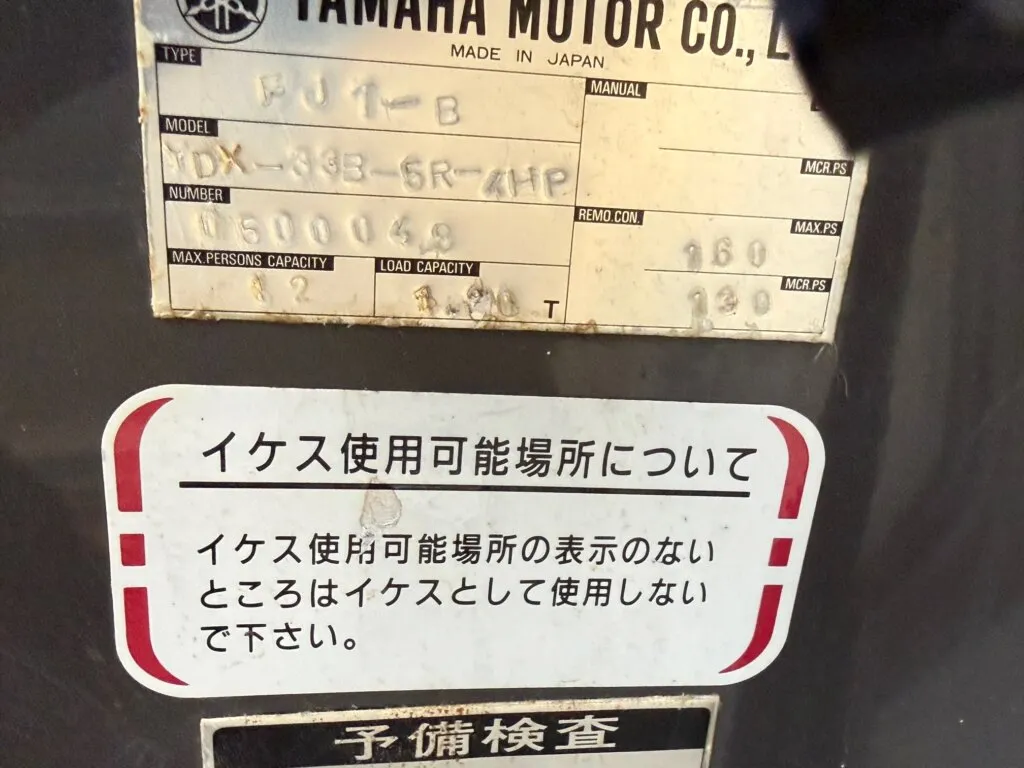 YAMAHA MOTOR CO.,
MADE IN JAPAN
TYPE
FJ1-B
MANUAL
MODEL
MCR.PS
NUMBER
0500048
REMO.CON.
MAX.PS
160
MAX.PERSONS CAPACITY
12
LOAD CAPACITY
T
MCR.PS
130
イケス使用可能場所について
イケス使用可能場所の表示のない
ところはイケスとして使用しない
で下さい。
予備検査